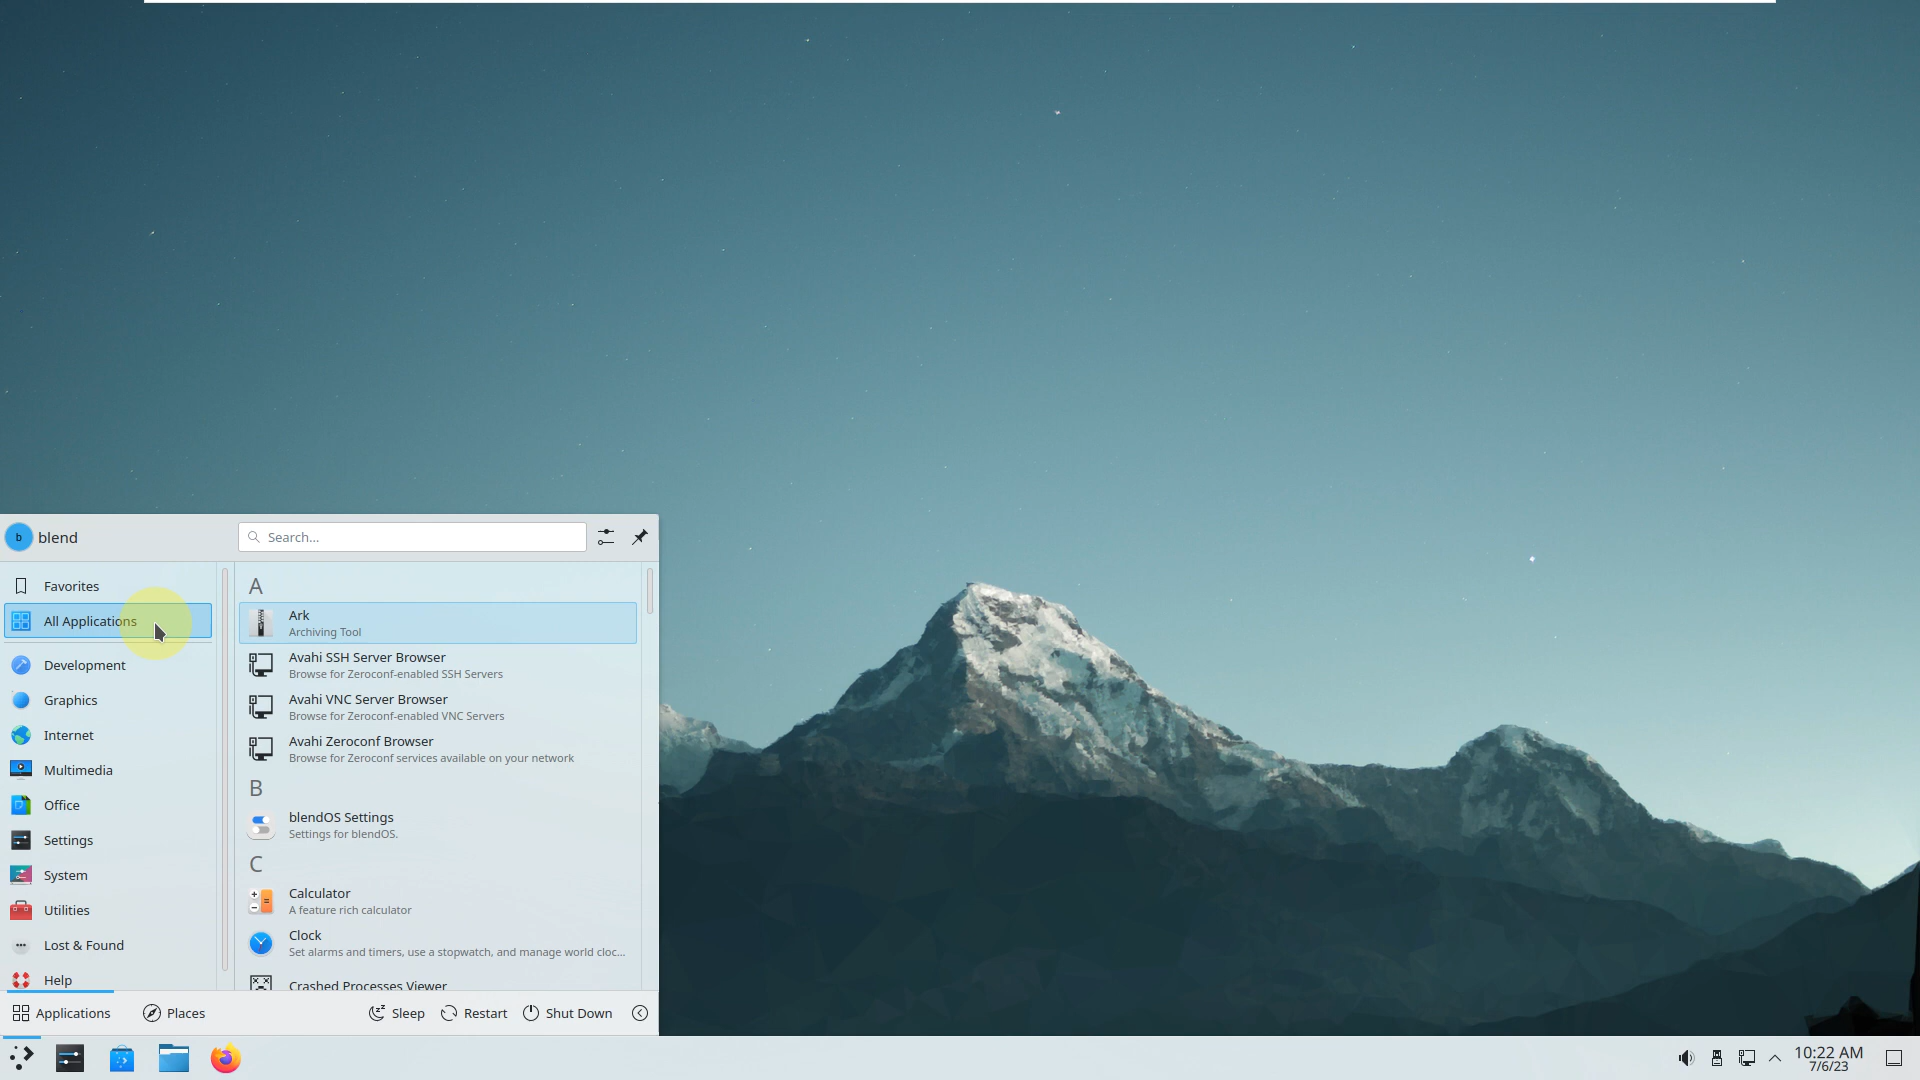 b blend
Search...
Favorites
All Applications
Development
Graphics
Internet
Multimedia
Office
Settings
System
Utilities
Lost & Found
Help
A
Ark
Archiving Tool
Avahi SSH Server Browser
Browse for Zeroconf-enabled SSH Servers
Avahi VNC Server Browser
Browse for Zeroconf-enabled VNC Servers
Avahi Zeroconf Browser
Browse for Zeroconf services available on your network
B
blendOS Settings
Settings for blendOS.
C
Calculator
A feature rich calculator
Clock
Set alarms and timers, use a stopwatch, and manage world cloc...
Crashed Processes Viewer
Applications
Places
Sleep
Restart
Shut Down
10:22 AM
7/6/23